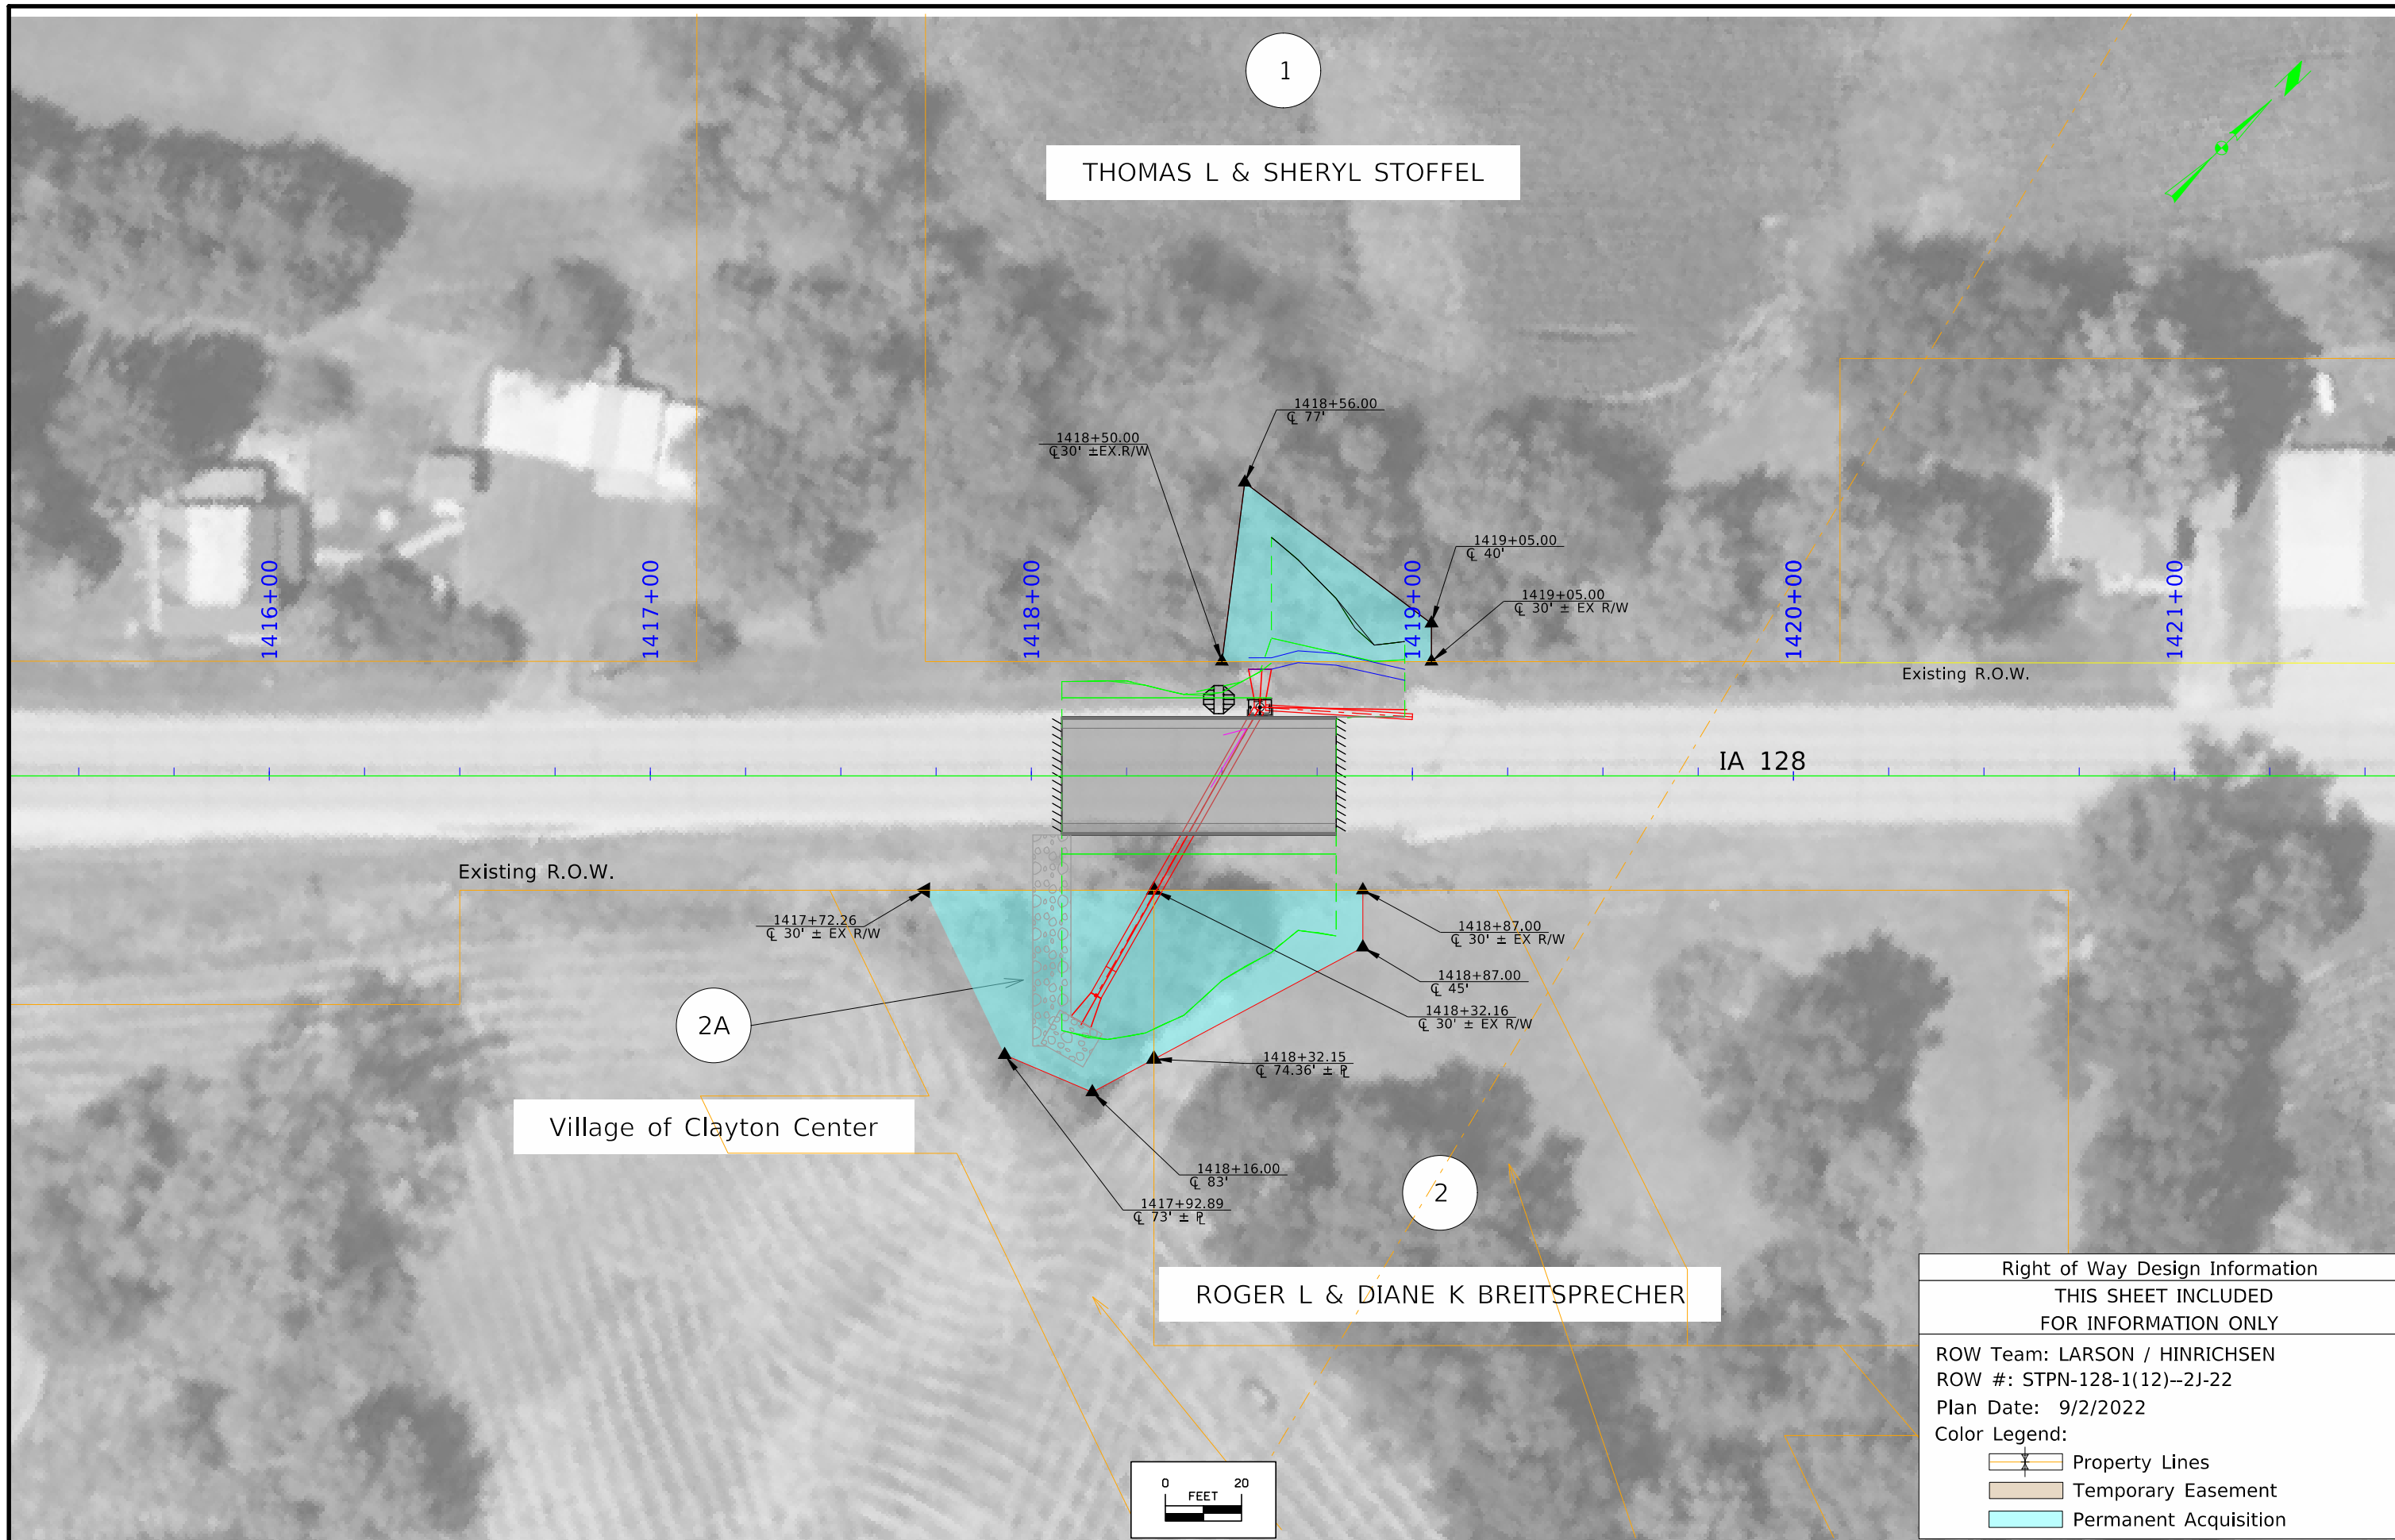 1
THOMAS L & SHERYL STOFFEL
1418+56.00
℄ 77'
1418+50.00
℄ 30' ±EX.R/W
1419+05.00
℄ 40'
1419+05.00
℄ 30' ± EX R/W
1416+00
1417+00
1418+00
1419+00
1420+00
1421+00
Existing R.O.W.
IA 128
Existing R.O.W.
1417+72.26
℄ 30' ± EX R/W
1418+87.00
℄ 30' ± EX R/W
1418+87.00
℄ 45'
1418+32.16
℄ 30' ± EX R/W
2A
1418+32.15
℄ 74.36' ± PL
Village of Clayton Center
1418+16.00
℄ 83'
1417+92.89
℄ 73' ± PL
2
ROGER L & DIANE K BREITSPRECHER
Right of Way Design Information
THIS SHEET INCLUDED
FOR INFORMATION ONLY
ROW Team: LARSON / HINRICHSEN
ROW #: STPN-128-1(12)--2J-22
Plan Date: 9/2/2022
Color Legend:
Property Lines
Temporary Easement
Permanent Acquisition
0 20
FEET